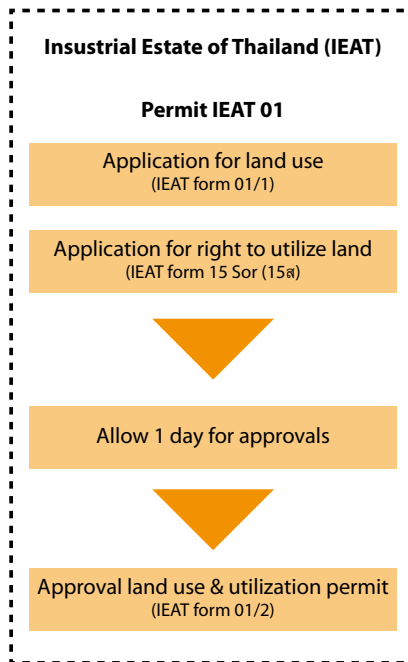 Insustrial Estate of Thailand (IEAT)
Permit IEAT 01
Application for land use
(IEAT form 01/1)
Application for right to utilize land
(IEAT form 15 Sor (15ส)
Allow 1 day for approvals
Approval land use & utilization permit
(IEAT form 01/2)